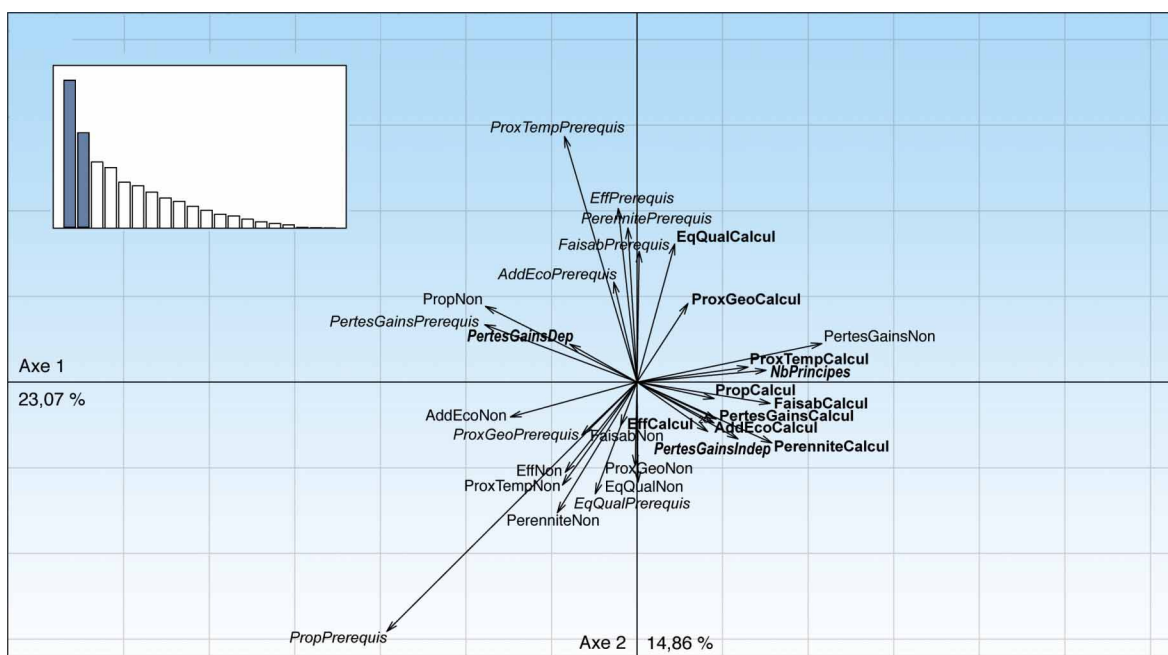 ProxTempPrerequis
EffPrerequis
PerennitePrerequis
EqQualCalcul
FaisabPrerequis
AddEcoPrerequis
PropNon
ProxGeoCalcul
PertesGainsPrerequis
PertesGainsDep
PertesGainsNon
Axe 1
ProxTempCalcul
NbPrincipes
23,07 %
PropCalcul
FaisabCalcul
AddEcoNon
PertesGainsCalcul
EffCalcul
AddEcoCalcul
ProxGeoPrerequis
FaisabNon
PertesGainsIndep
PerenniteCalcul
EffNon
ProxGeoNon
ProxTempNon
EqQualNon
EqQualPrerequis
PerenniteNon
PropPrerequis
Axe 2
14,86 %